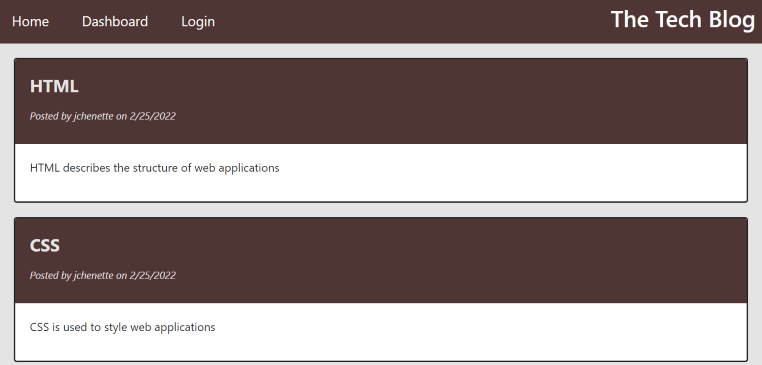 Home Dashboard Login The Tech Blog
HTML
Posted by jchenette on 2/25/2022
HTML describes the structure of web applications
CSS
Posted by jchenette on 2/25/2022
CSS is used to style web applications